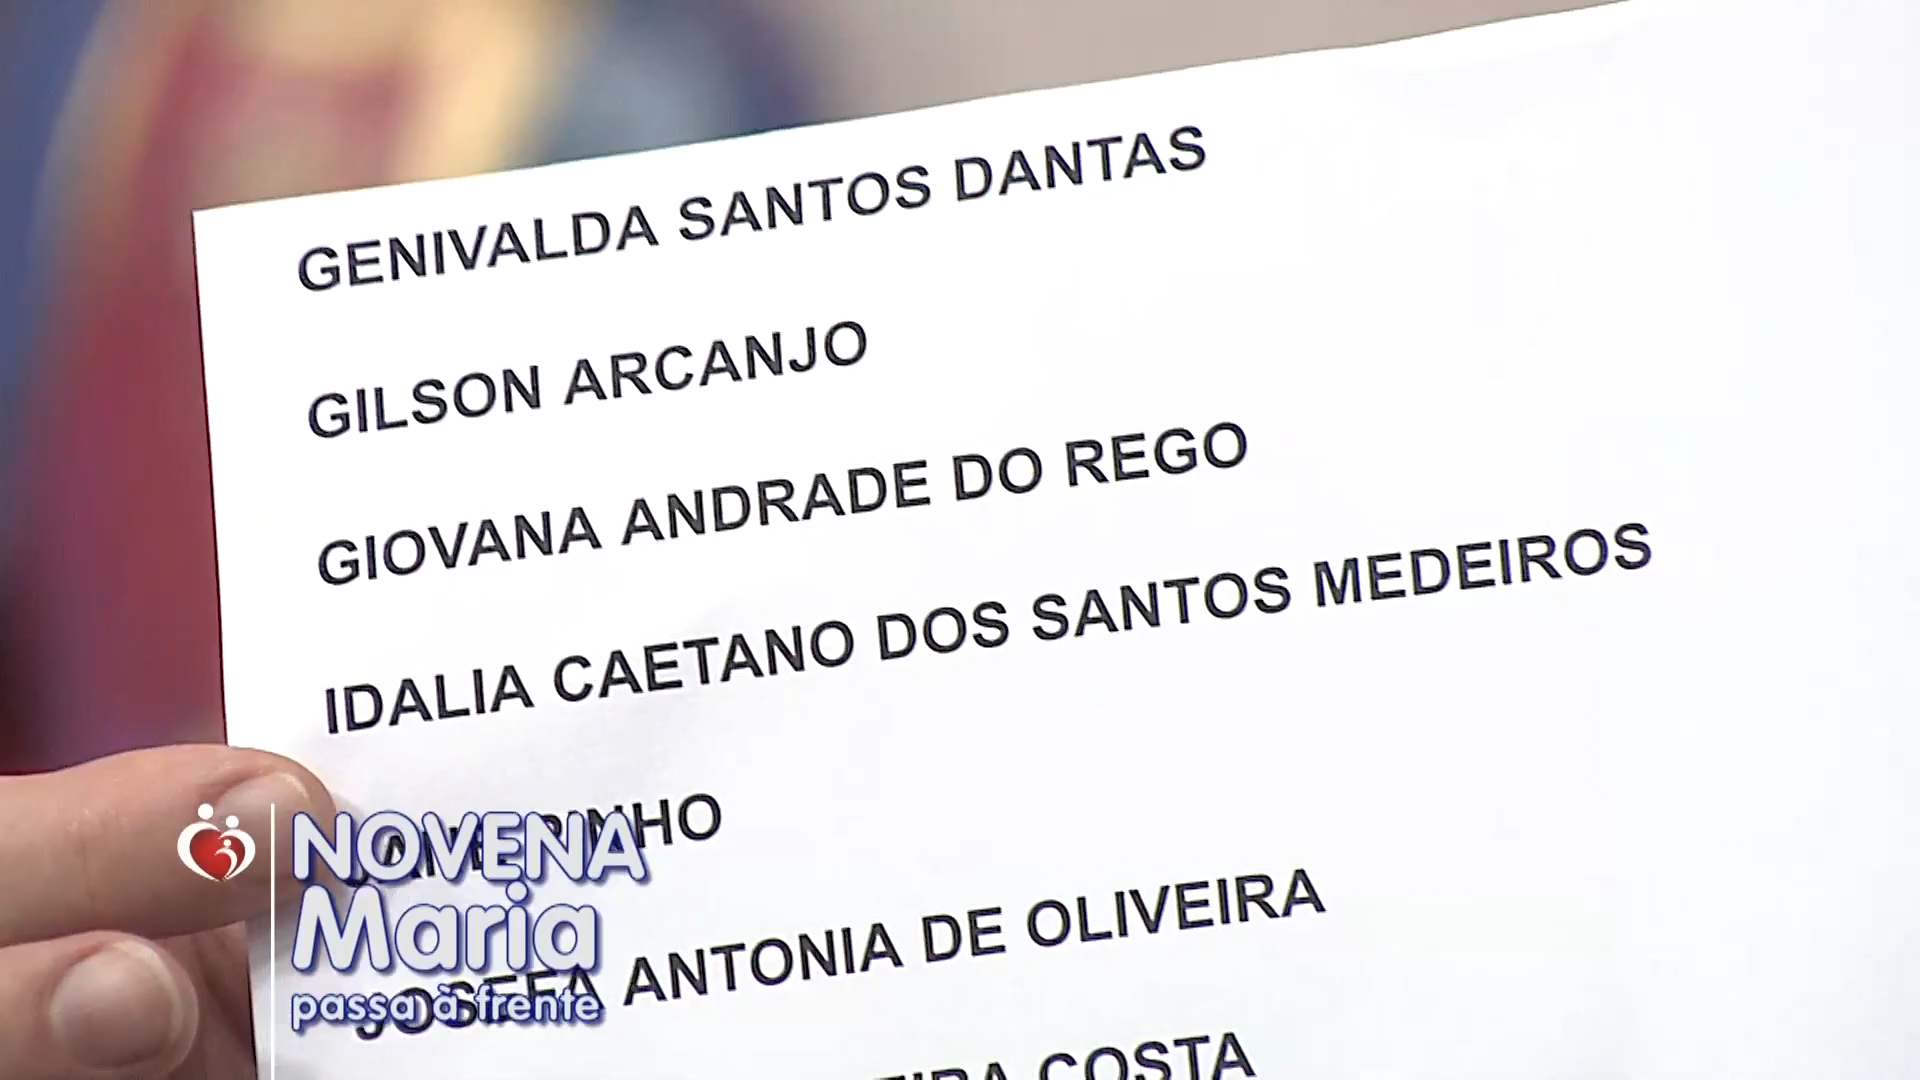 GENIVALDA SANTOS DANTAS
GILSON ARCANJO
GIOVANA ANDRADE DO REGO
IDALIA CAETANO DOS SANTOS MEDEIROS
JOSEFA ANTONIA DE OLIVEIRA
COSTA
NOVENA
Maria
passa à frente